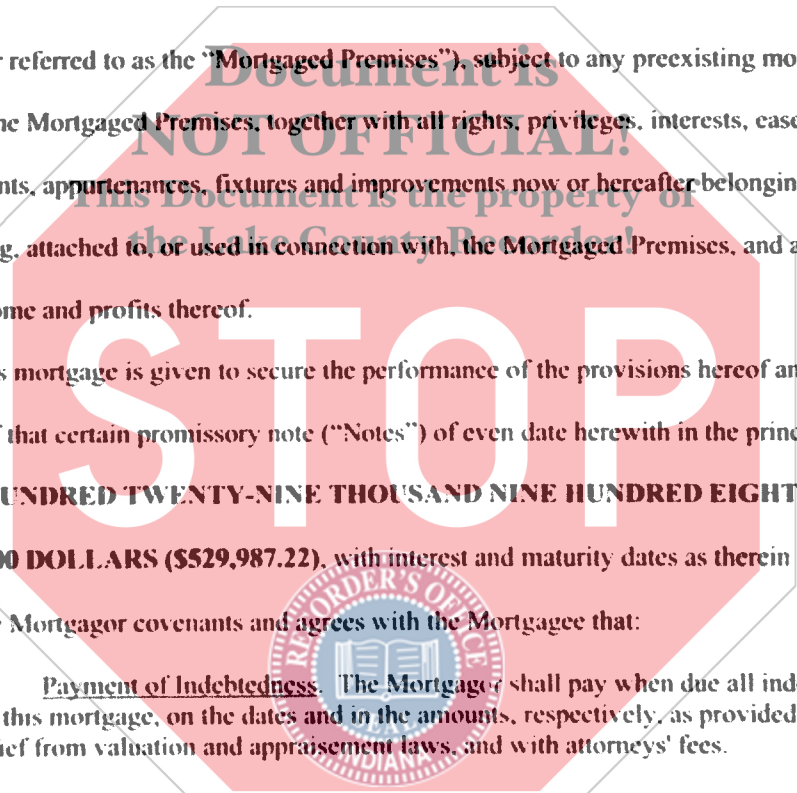 referred to as the “Mortgaged Premises”), subject to any preexisting mo
Document is
he Mortgaged Premises, together with all rights, privileges, interests, ease
NOT OFFICIAL!
nts, appurtenances, fixtures and improvements now or hereafter belongin
This Document is the property of
g, attached to, or used in connection with, the Mortgaged Premises, and a
the Lake County Recorder!
ome and profits thereof.
STOP
s mortgage is given to secure the performance of the provisions hereof an
that certain promissory note (“Notes”) of even date herewith in the princ
UNDRED TWENTY-NINE THOUSAND NINE HUNDRED EIGHT
00 DOLLARS ($529,987.22), with interest and maturity dates as therein
Mortgagor covenants and agrees with the Mortgagee that:
RECORDER'S OFFICE
SEAL
INDIANA
Payment of Indebtedness. The Mortgagor shall pay when due all ind
this mortgage, on the dates and in the amounts, respectively, as provided
ief from valuation and appraisement laws, and with attorneys' fees.